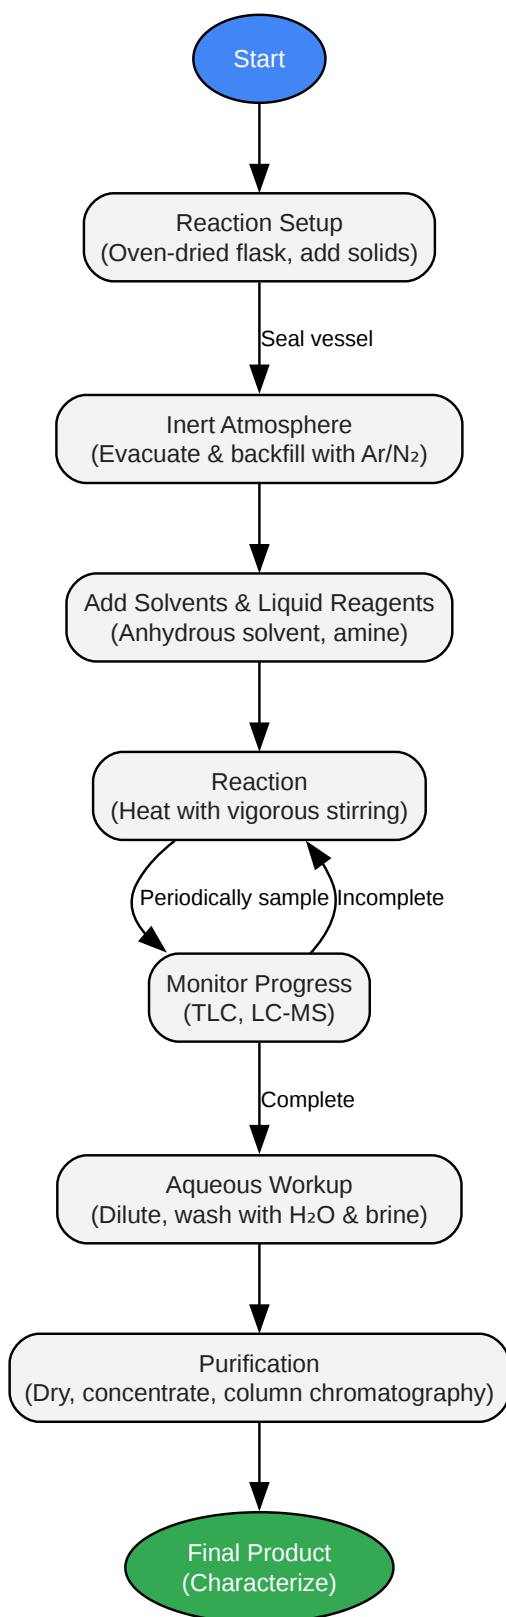 Start
Reaction Setup
(Oven-dried flask, add solids)
Seal vessel
Inert Atmosphere
(Evacuate & backfill with Ar/N₂)
Add Solvents & Liquid Reagents
(Anhydrous solvent, amine)
Reaction
(Heat with vigorous stirring)
Periodically sample
Incomplete
Monitor Progress
(TLC, LC-MS)
Complete
Aqueous Workup
(Dilute, wash with H₂O & brine)
Purification
(Dry, concentrate, column chromatography)
Final Product
(Characterize)